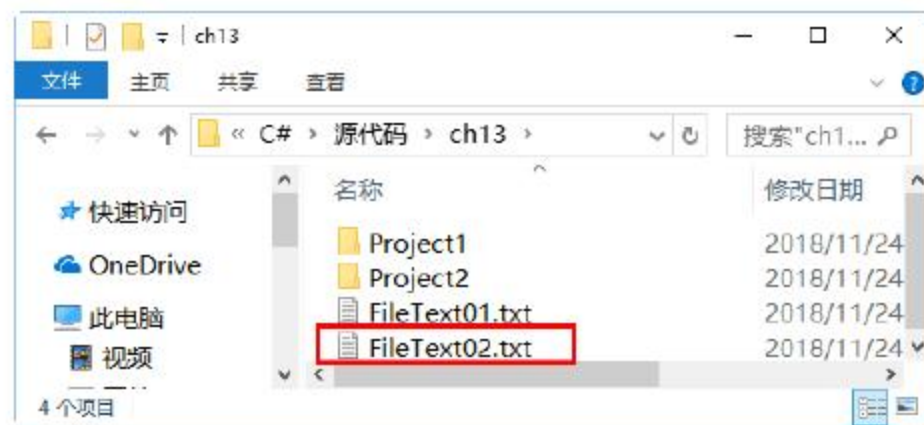 ch13
文件 主页 共享 查看
« C# › 源代码 › ch13 › 搜索"ch1...
名称 修改日期
快速访问
Project1 2018/11/24
OneDrive
Project2 2018/11/24
此电脑
FileText01.txt 2018/11/24
视频
FileText02.txt 2018/11/24
4 个项目